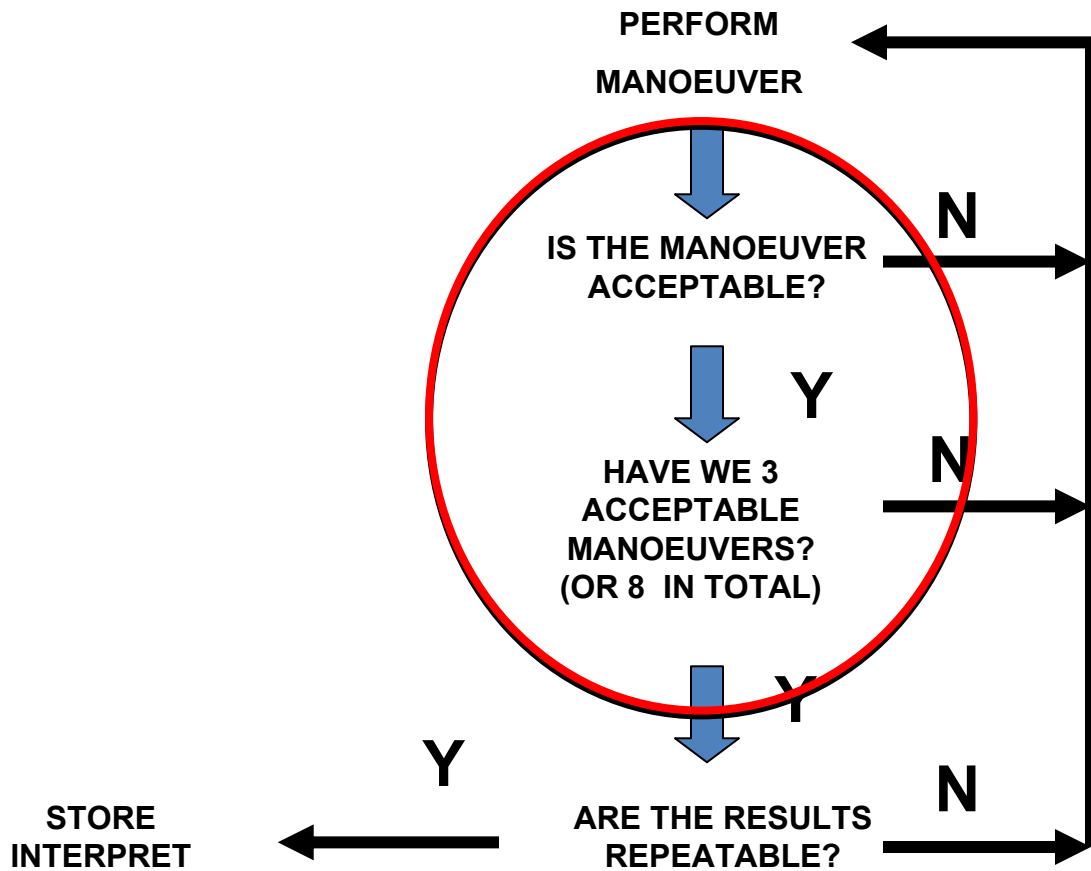 PERFORM
MANOEUVER
N
IS THE MANOEUVER
ACCEPTABLE?
Y
N
HAVE WE 3
ACCEPTABLE
MANOEUVERS?
(OR 8 IN TOTAL)
Y
Y
N
STORE
INTERPRET
ARE THE RESULTS
REPEATABLE?